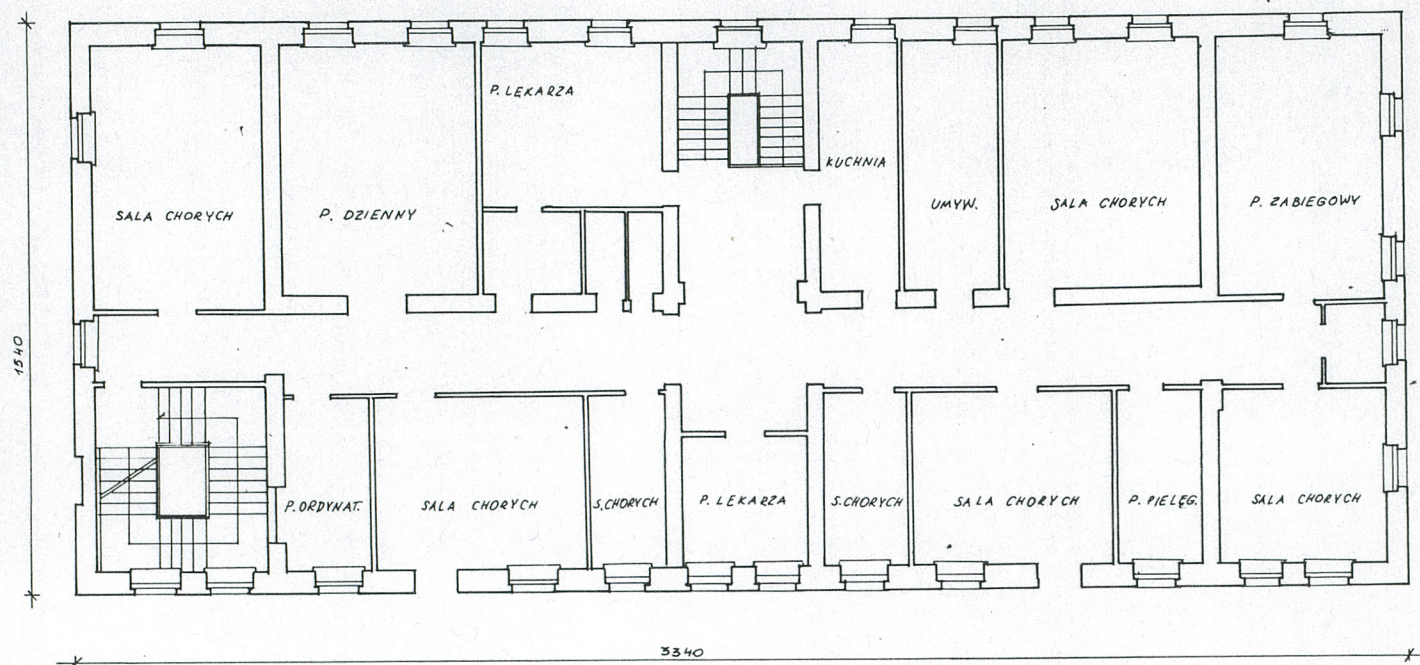 P. LEKARZA
KUCHNIA
SALA CHORYCH
P. DZIENNY
UMYW.
SALA CHORYCH
P. ZABIEGOWY
1540
P. ORDYNAT.
SALA CHORYCH
S. CHORYCH
P. LEKARZA
S. CHORYCH
SALA CHORYCH
P. PIELĘG.
SALA CHORYCH
3340